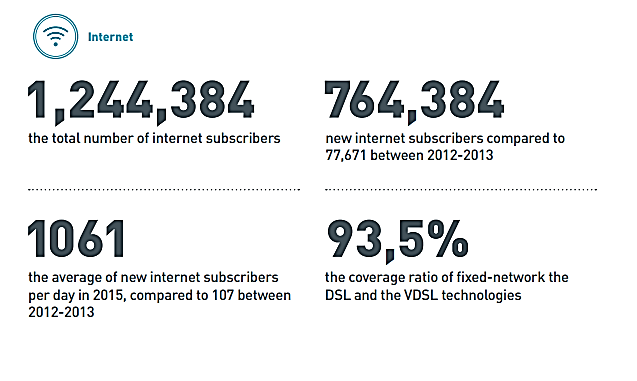 Internet
1,244,384
the total number of internet subscribers
764,384
new internet subscribers compared to
77,671 between 2012-2013
1061
the average of new internet subscribers
per day in 2015, compared to 107 between
2012-2013
93,5%
the coverage ratio of fixed-network the
DSL and the VDSL technologies